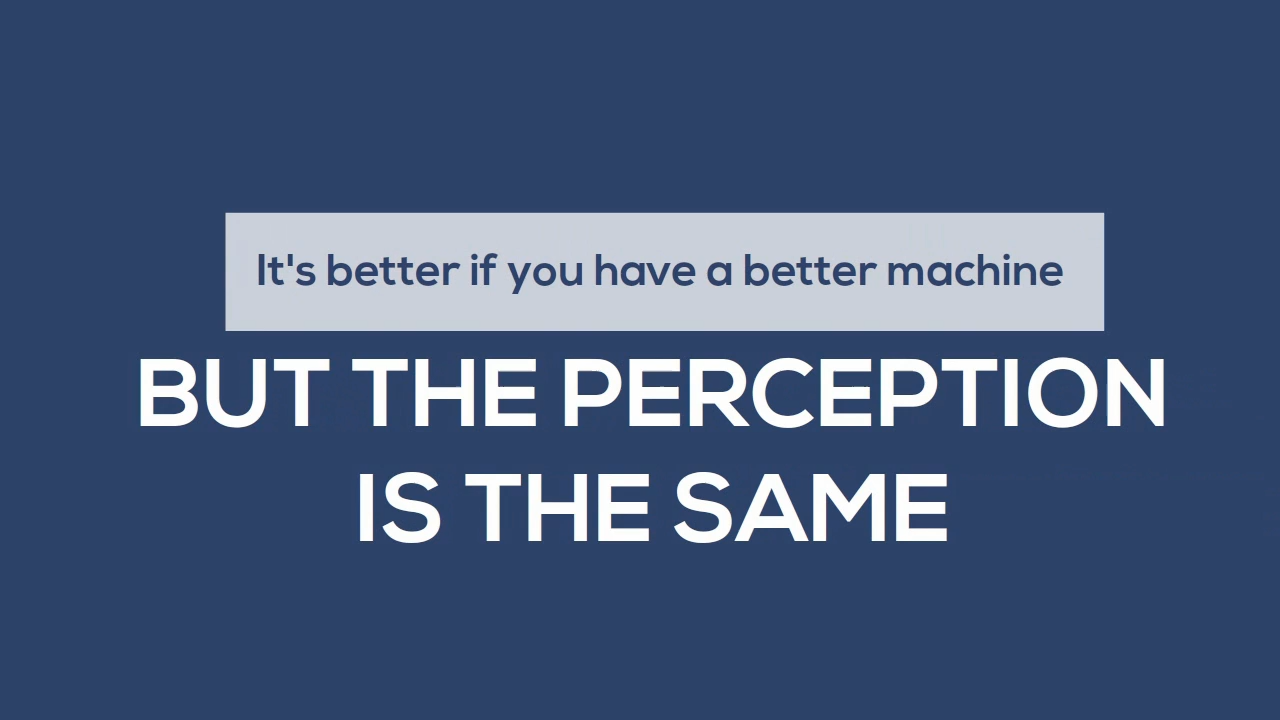 It's better if you have a better machine
BUT THE PERCEPTION
IS THE SAME